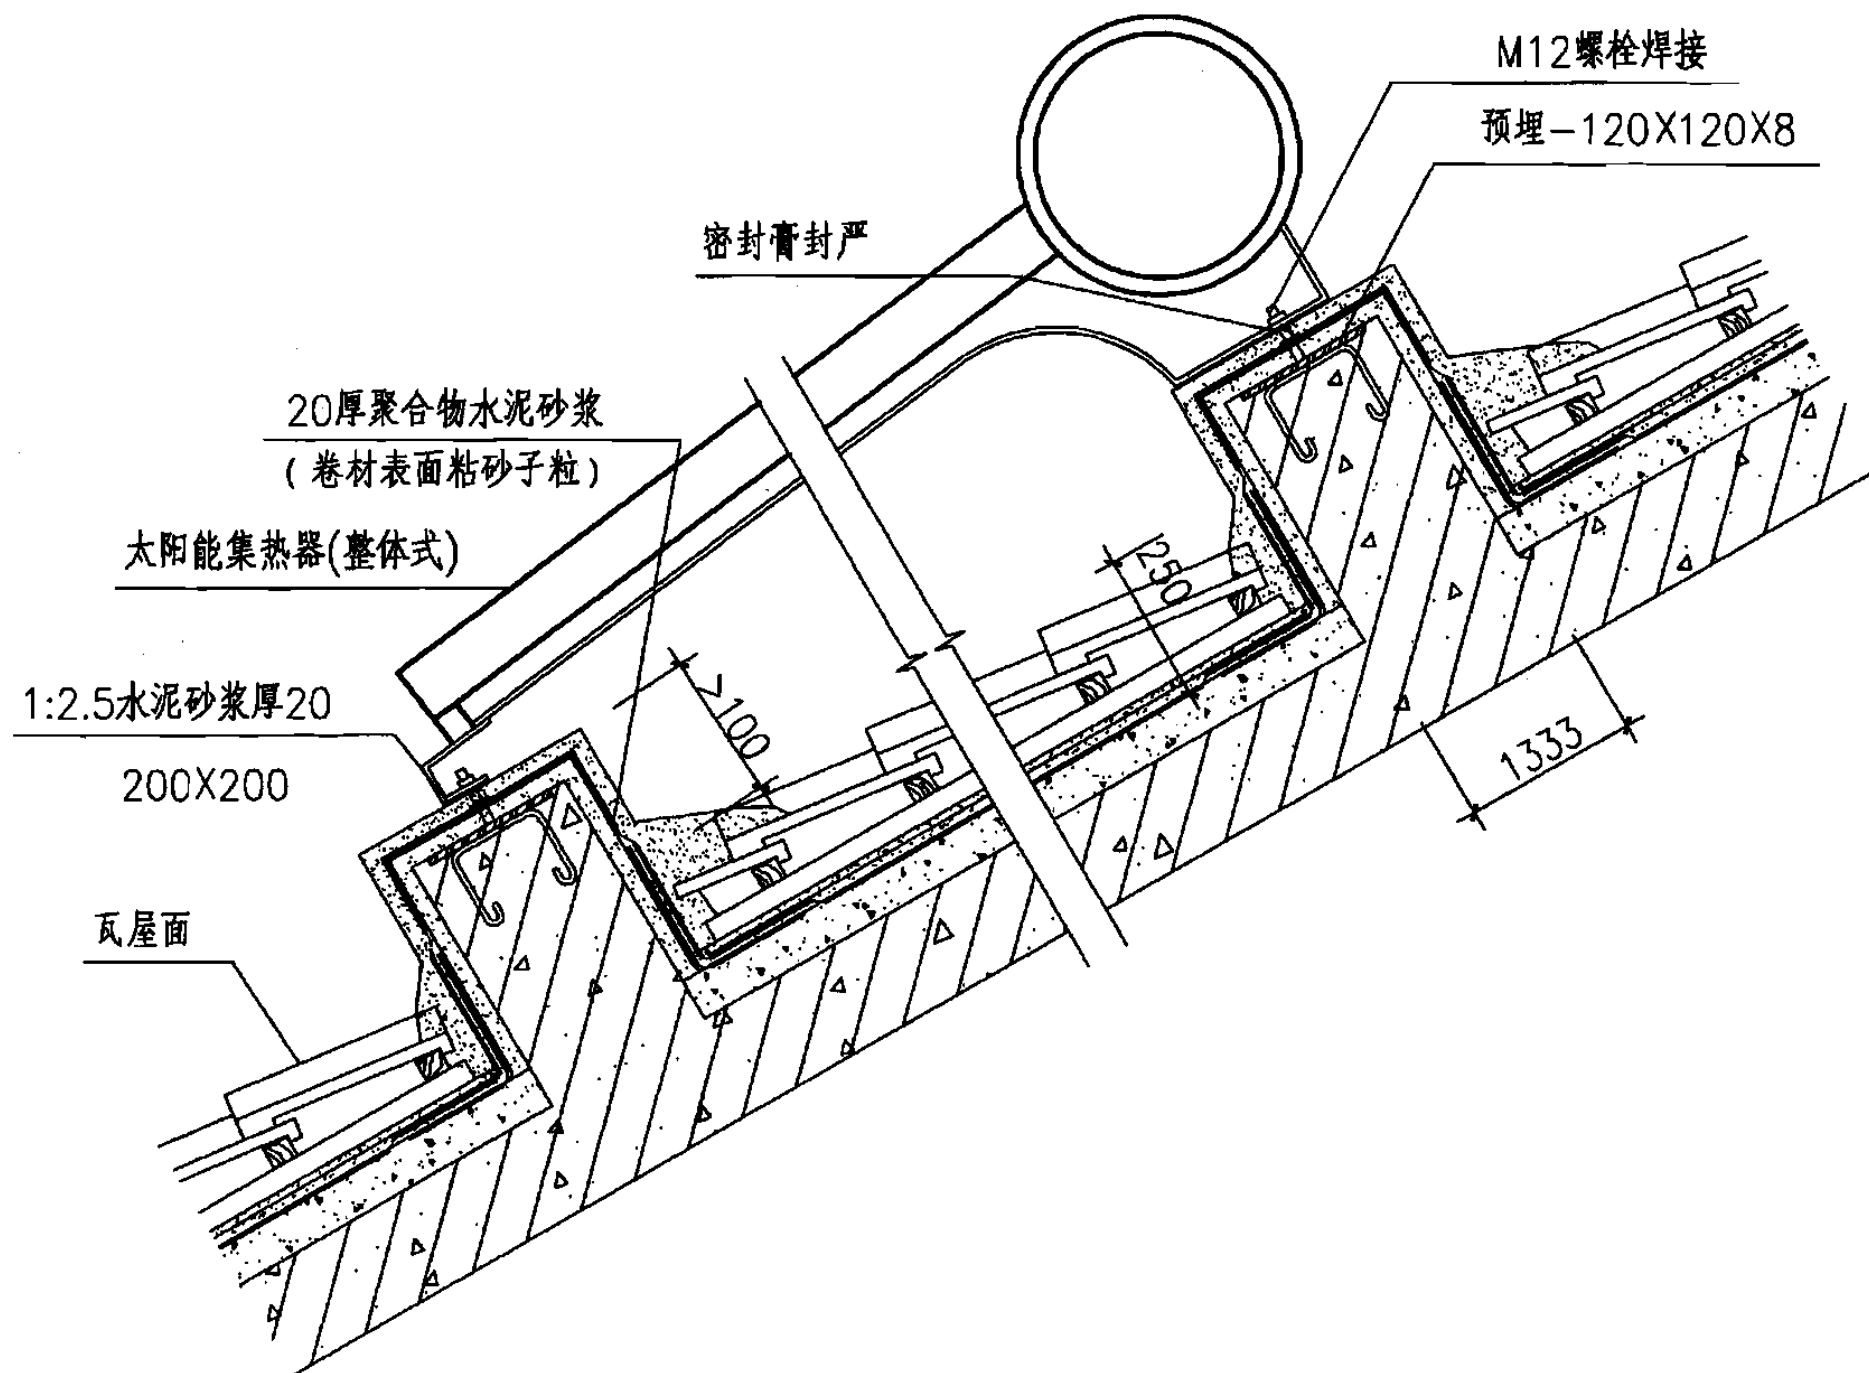 M12螺栓焊接
预埋-120X120X8
密封膏封严
20厚聚合物水泥砂浆
(卷材表面粘砂子粒)
太阳能集热器(整体式)
250
>100
1:2.5水泥砂浆厚20
200X200
1333
瓦屋面